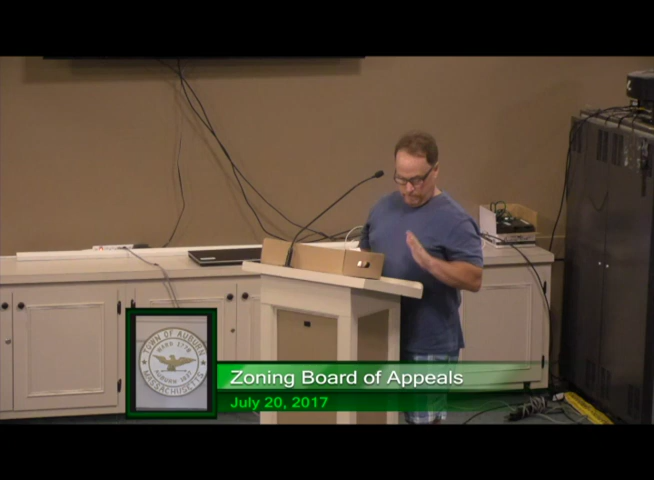 TOWN OF AUBURN
MASSACHUSETTS
Zoning Board of Appeals
July 20, 2017